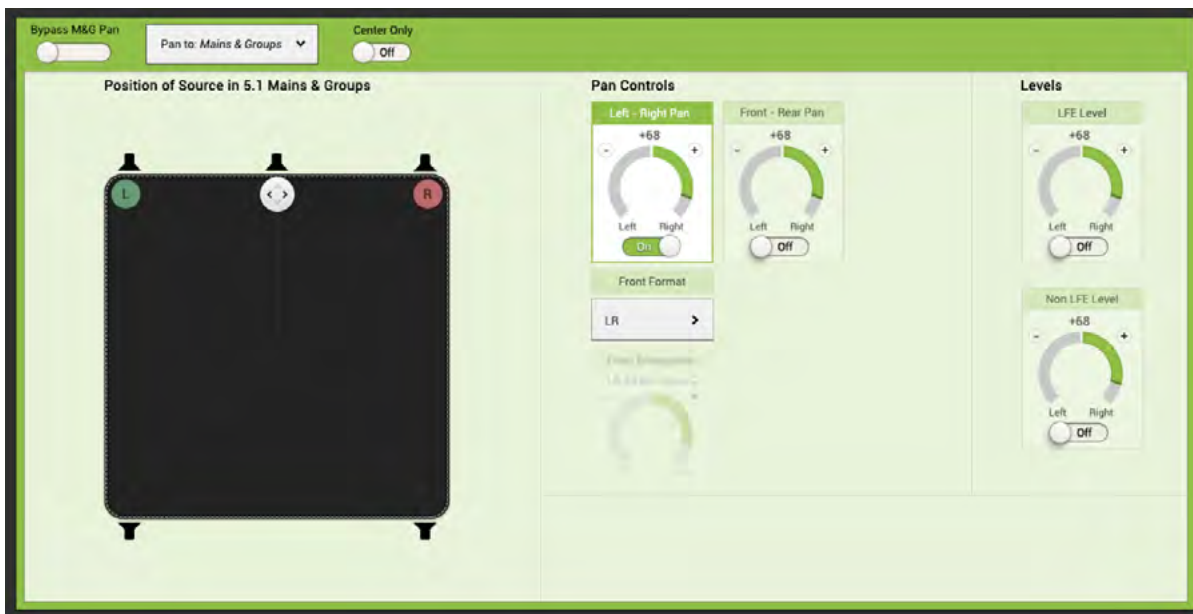 Bypass M&G Pan
Pan to: Mains & Groups
Center Only
Off
Position of Source in 5.1 Mains & Groups
L
R
Pan Controls
Left - Right Pan
+68
- +
Left Right
On
Front - Rear Pan
+68
- +
Left Right
Off
Front Format
LR
Levels
LFE Level
+68
- +
Left Right
Off
Non LFE Level
+68
- +
Left Right
Off